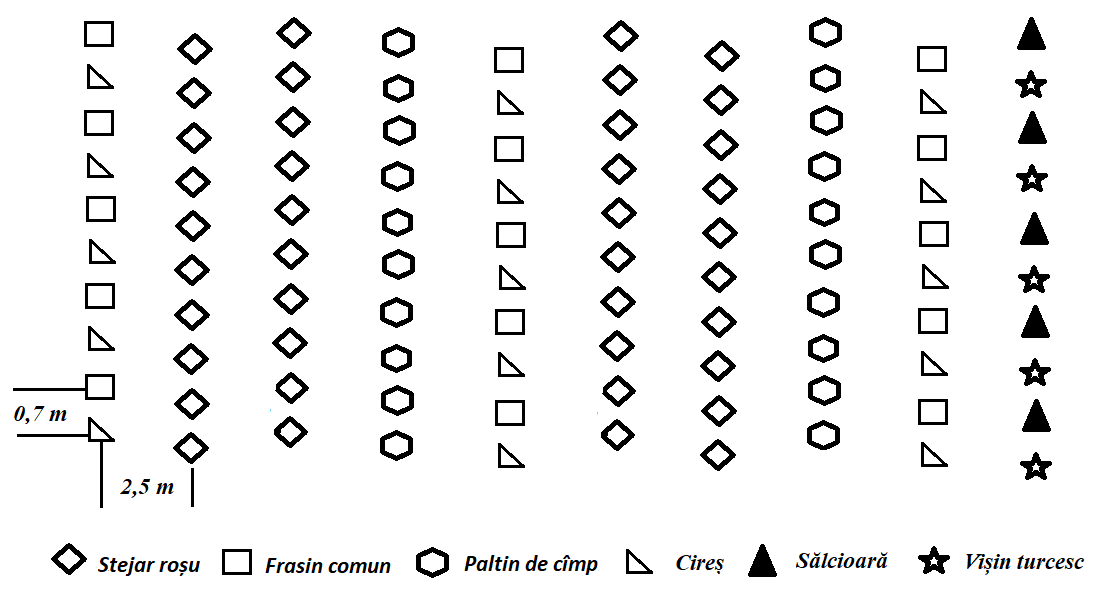 0,7 m
2,5 m
Stejar roșu Frasin comun Paltin de cîmp Cireș Sălcioară Vișin turcesc